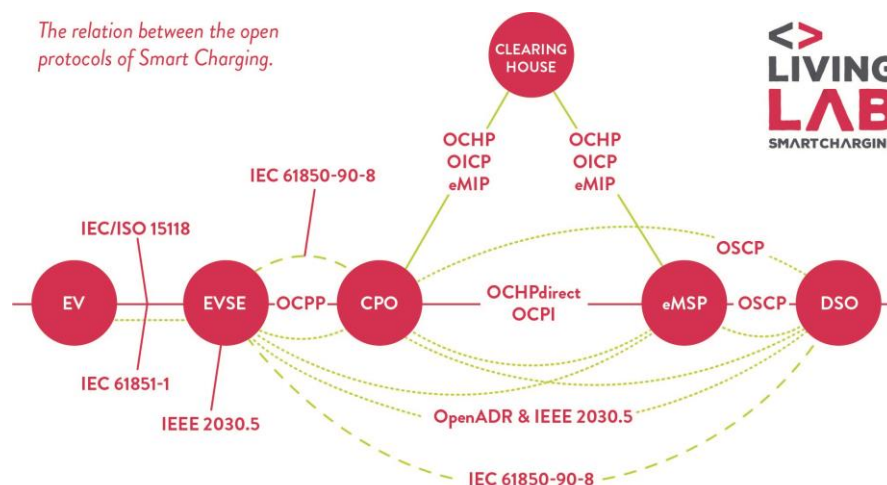 The relation between the open
protocols of Smart Charging.
CLEARING
HOUSE
<>
LIVING
LAB
SMARTCHARGIN
OCHP
OICP
eMIP
OCHP
OICP
eMIP
IEC 61850-90-8
IEC/ISO 15118
OSCP
EV
EVSE
OCPP
CPO
OCHPdirect
OCPI
eMSP
OSCP
DSO
IEC 61851-1
IEEE 2030.5
OpenADR & IEEE 2030.5
IEC 61850-90-8